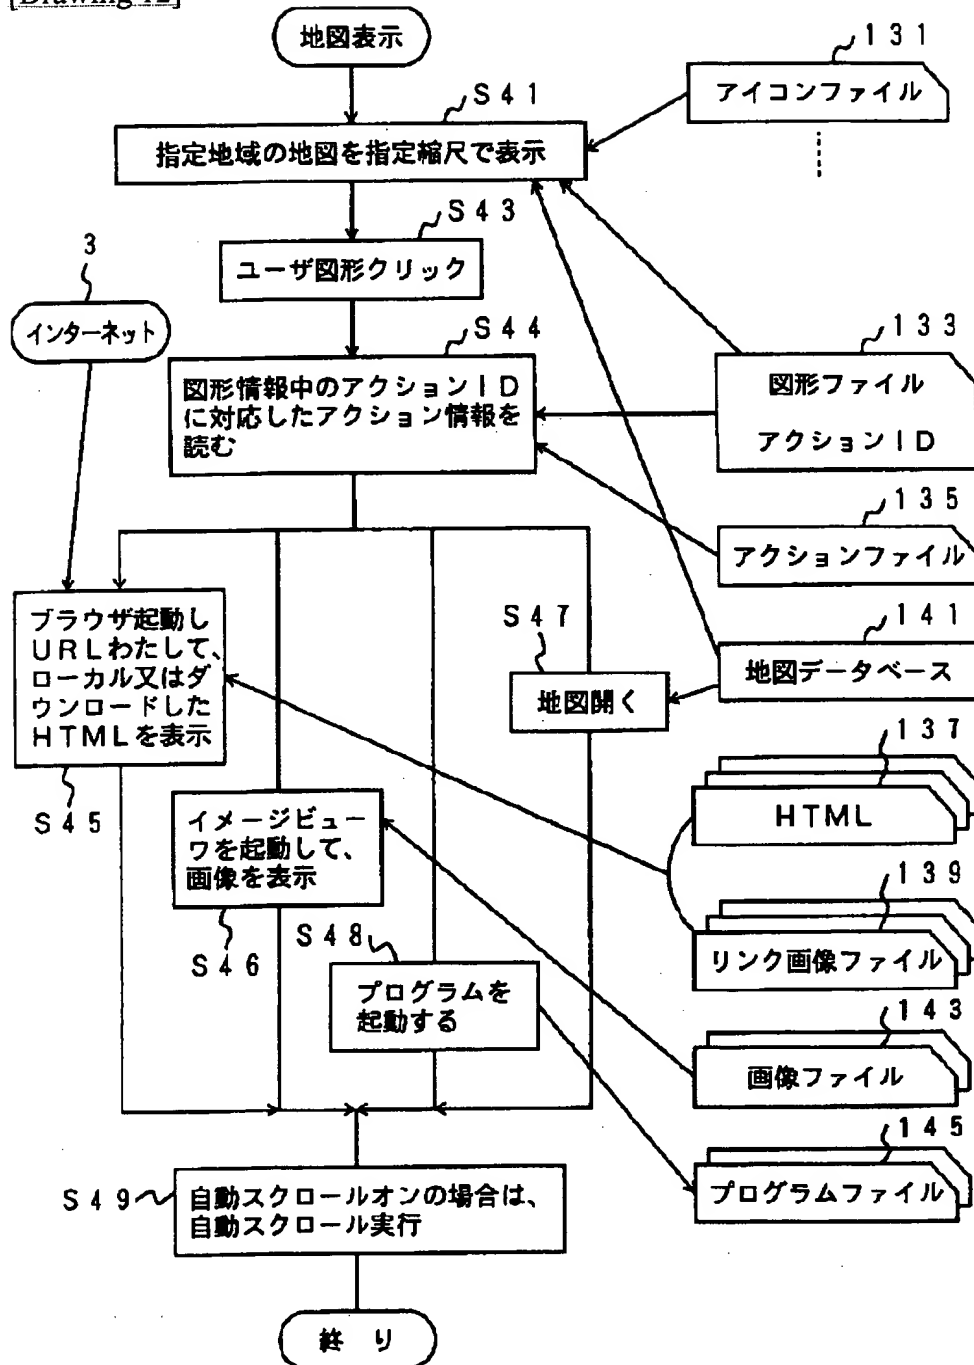 [Drawing 12]
地図表示
131
アイコンファイル
S41
指定地域の地図を指定縮尺で表示
S43
ユーザ図形クリック
3
インターネット
S44
図形情報中のアクションID
に対応したアクション情報を
読む
133
図形ファイル
アクションID
135
アクションファイル
141
地図データベース
S47
地図開く
ブラウザ起動し
URLわたして、
ローカル又はダ
ウンロードした
HTMLを表示
S45
137
HTML
イメージビュー
ワを起動して、
画像を表示
S46
139
リンク画像ファイル
S48
プログラムを
起動する
143
画像ファイル
145
プログラムファイル
S49
自動スクロールオンの場合は、
自動スクロール実行
終り